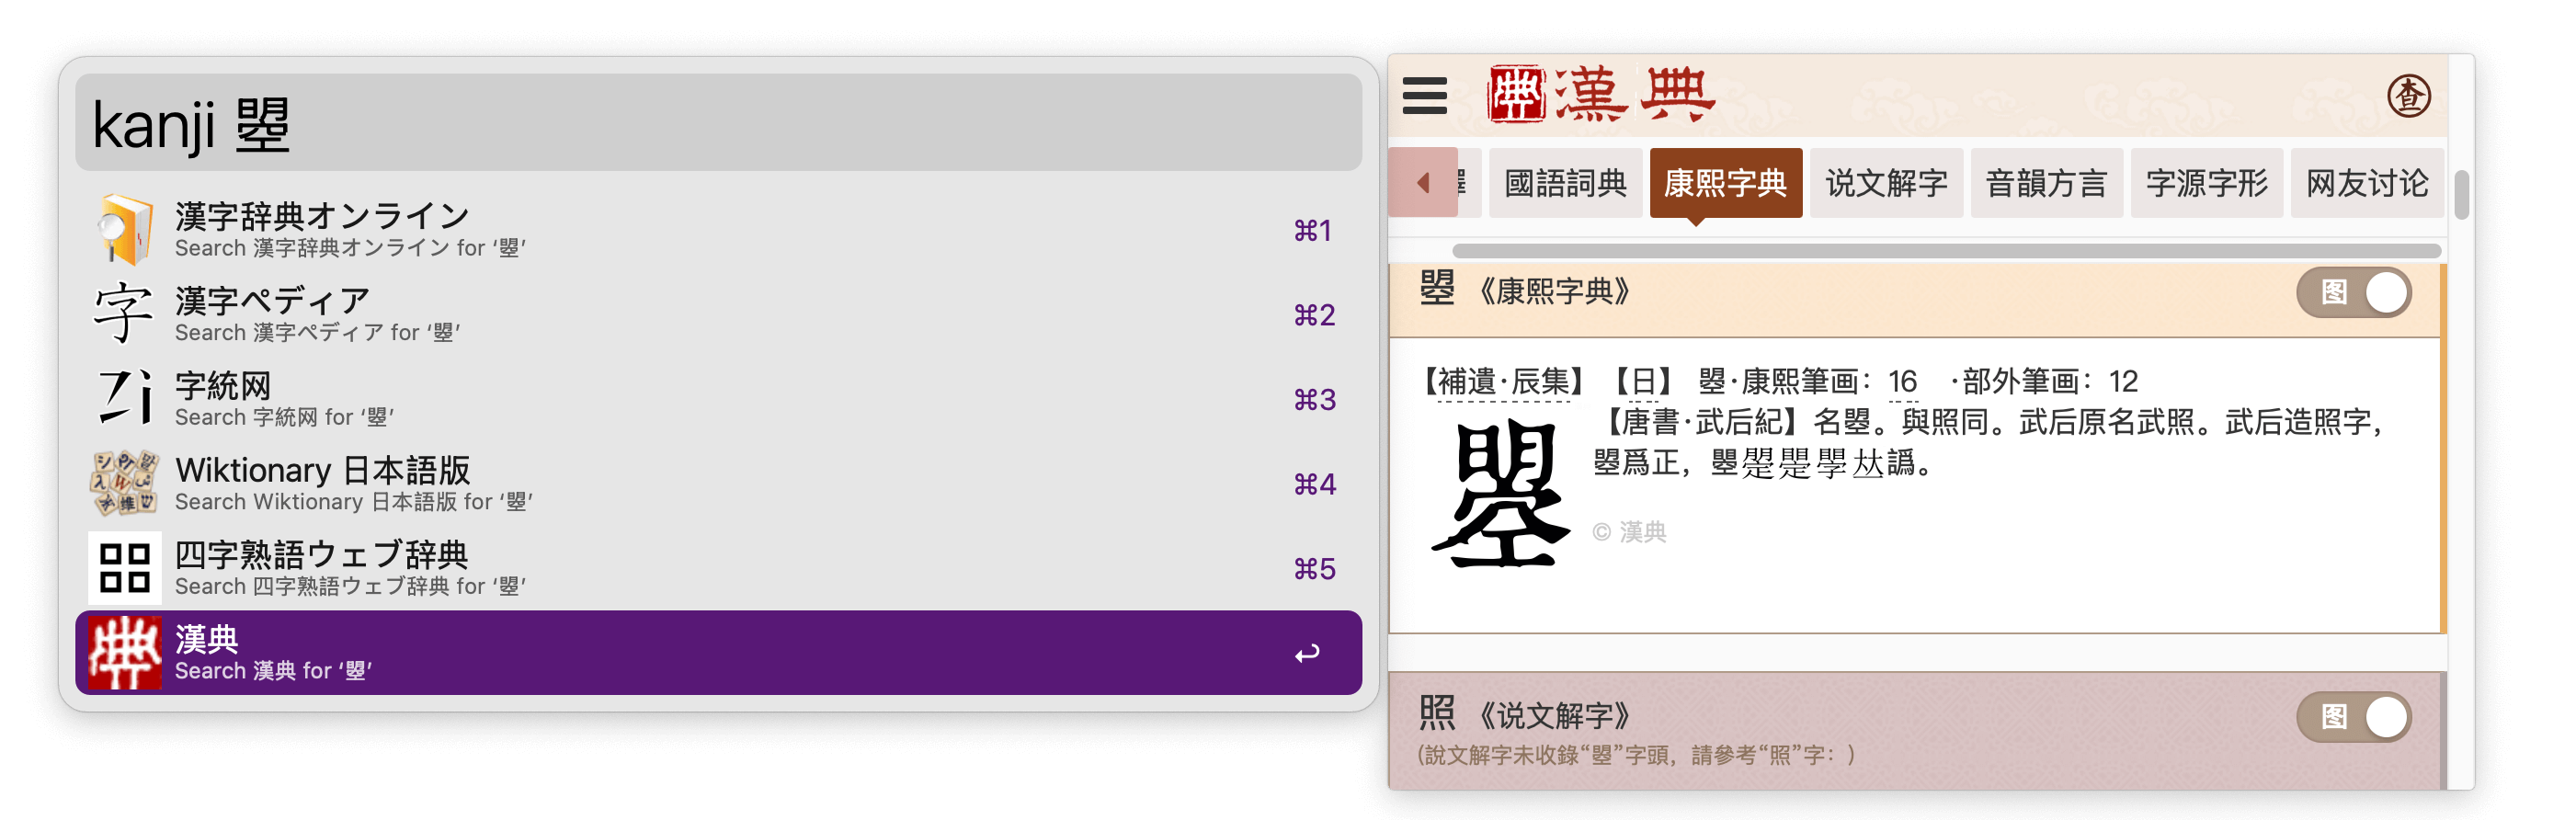 kanji 曌
漢字辞典オンライン
Search 漢字辞典オンライン for ‘曌’
⌘1
漢字ペディア
Search 漢字ペディア for ‘曌’
⌘2
字統网
Search 字統网 for ‘曌’
⌘3
Wiktionary 日本語版
Search Wiktionary 日本語版 for ‘曌’
⌘4
四字熟語ウェブ辞典
Search 四字熟語ウェブ辞典 for ‘曌’
⌘5
漢典
Search 漢典 for ‘曌’
漢典
查
國語詞典 康熙字典 说文解字 音韻方言 字源字形 网友讨论
曌 《康熙字典》 图
【補遺·辰集】 【日】 曌·康熙筆画：16 ·部外筆画：12
【唐書·武后紀】名曌。與照同。武后原名武照。武后造照字，
曌爲正，曌譌。
曌
© 漢典
照 《说文解字》 图
(說文解字未收錄“曌”字頭，請參考“照”字：)